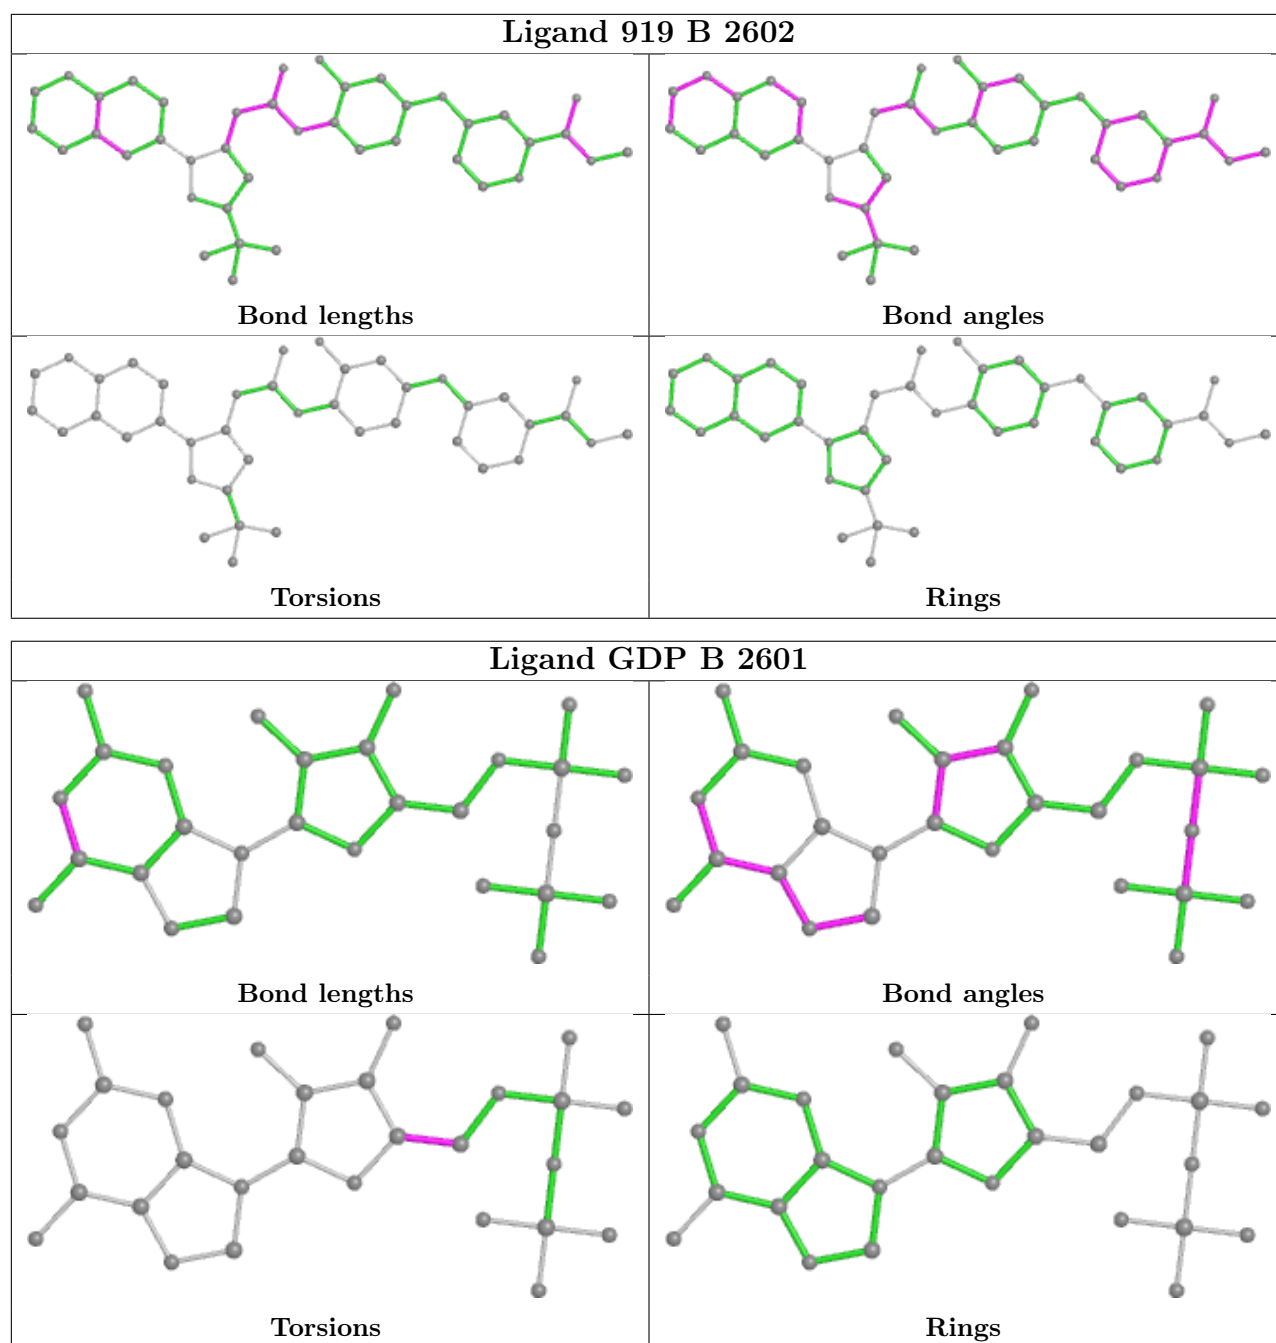 Ligand 919 B 2602
Bond lengths
Bond angles
Torsions
Rings
Ligand GDP B 2601
Bond lengths
Bond angles
Torsions
Rings